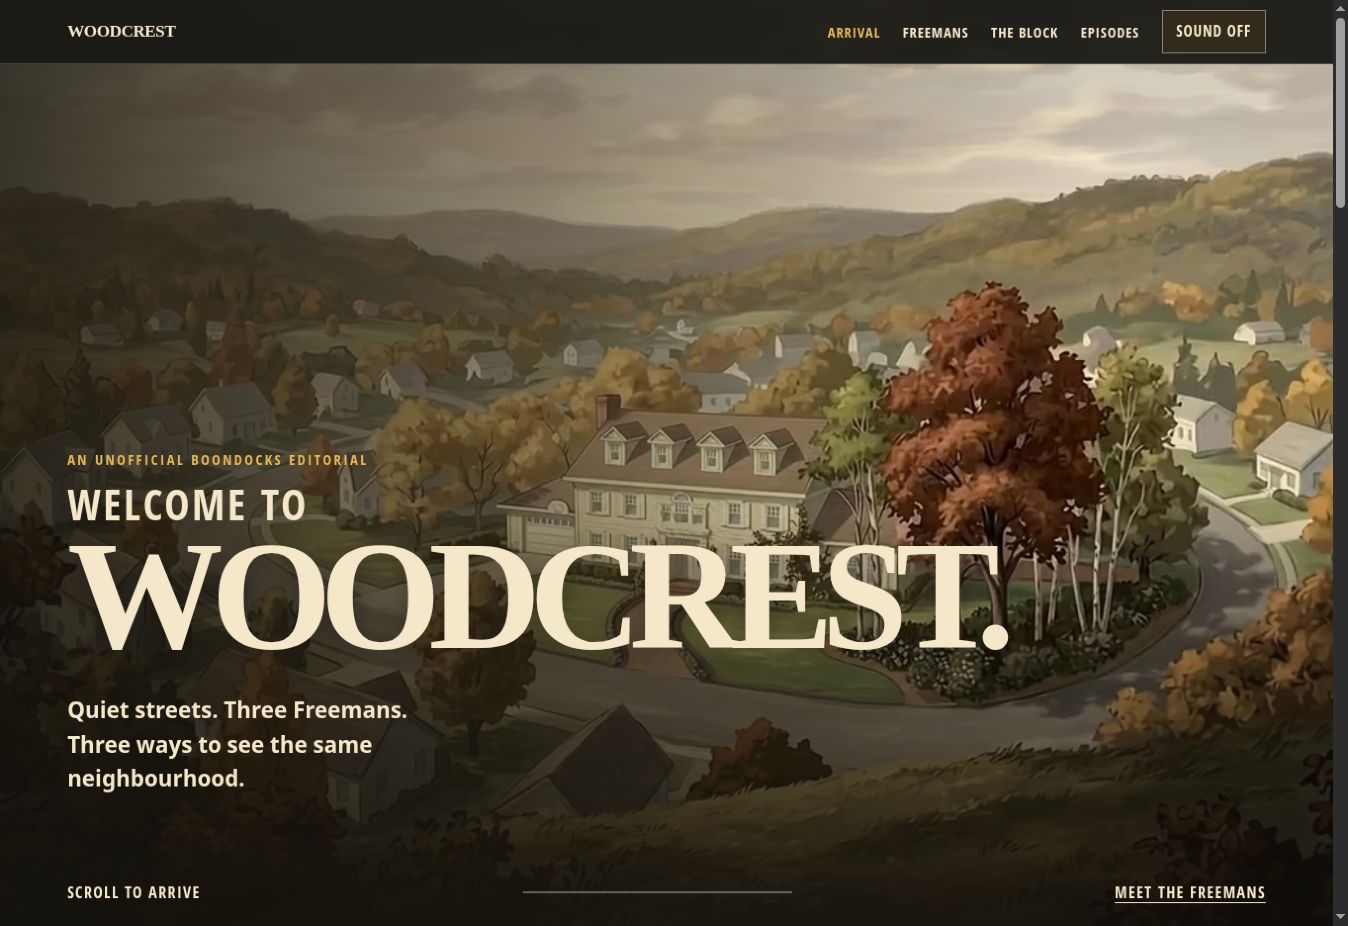 WOODCREST
ARRIVAL FREEMANS THE BLOCK EPISODES SOUND OFF
AN UNOFFICIAL BOONDOCKS EDITORIAL
WELCOME TO
WOODCREST.
Quiet streets. Three Freemans.
Three ways to see the same
neighbourhood.
SCROLL TO ARRIVE
MEET THE FREEMANS